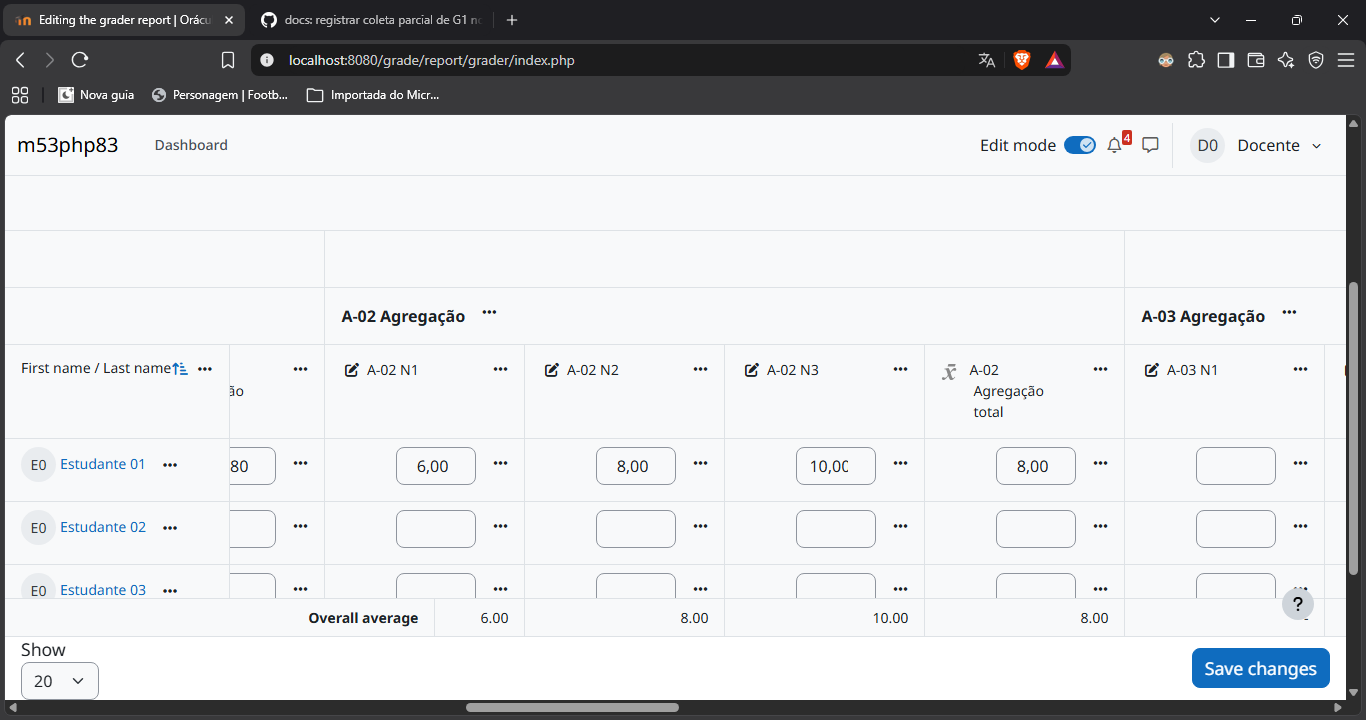 Editing the grader report | Orácu
docs: registrar coleta parcial de G1 no
localhost:8080/grade/report/grader/index.php
Nova guia
Personagem | Footb...
Importada do Micr...
m53php83
Dashboard
Edit mode
4
D0
Docente
A-02 Agregação
A-03 Agregação
First name / Last name
ão
A-02 N1
A-02 N2
A-02 N3
x̄
A-02
Agregação
total
A-03 N1
E0
Estudante 01
80
6,00
8,00
10,00
8,00
E0
Estudante 02
E0
Estudante 03
Overall average
6.00
8.00
10.00
8.00
-
?
Show
20
Save changes